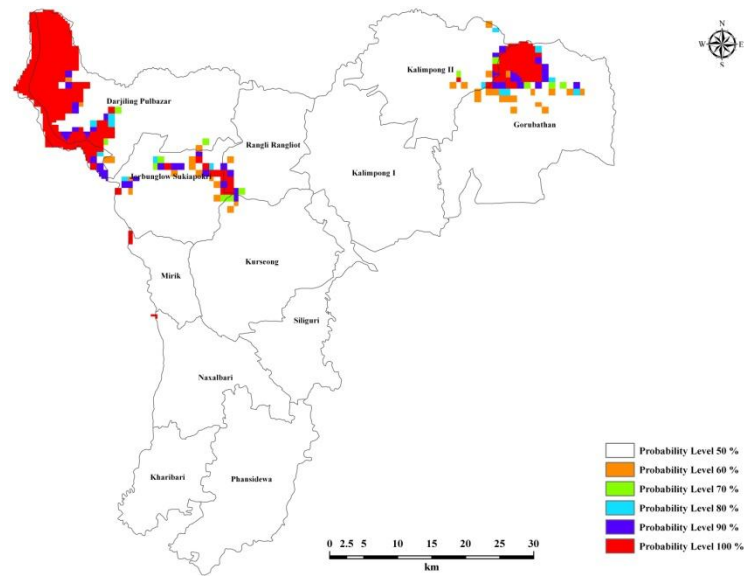 N
W E
S
Kalimpong II
Darjiling Pulbazar
Gorubathan
Rangli Rangliot
Kalimpong I
Jorbunglow Sukiapokri
Kurseong
Mirik
Siliguri
Naxalbari
Kharibari
Phansidewa
Probability Level 50 %
Probability Level 60 %
Probability Level 70 %
Probability Level 80 %
Probability Level 90 %
Probability Level 100 %
0 2.5 5 10 15 20 25 30
km